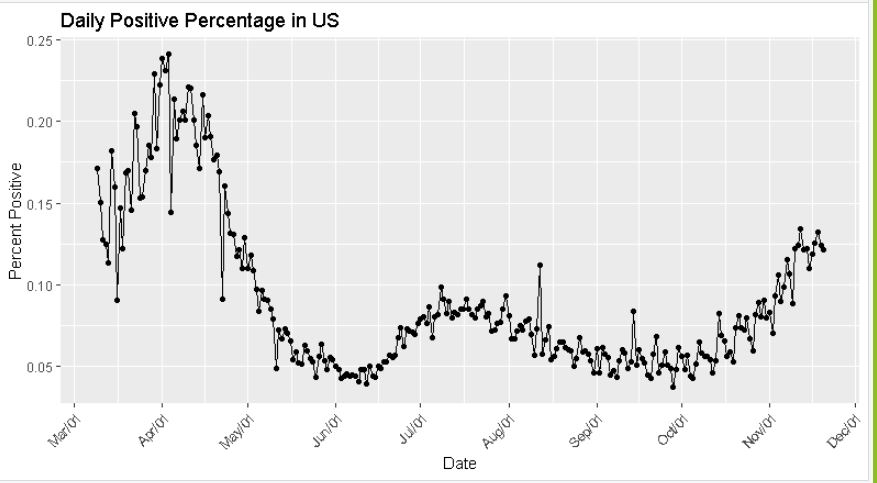 Daily Positive Percentage in US
0.25
0.20
0.15
0.10
0.05
Percent Positive
Mar/01
Apr/01
May/01
Jun/01
Jul/01
Aug/01
Sep/01
Oct/01
Nov/01
Dec/01
Date